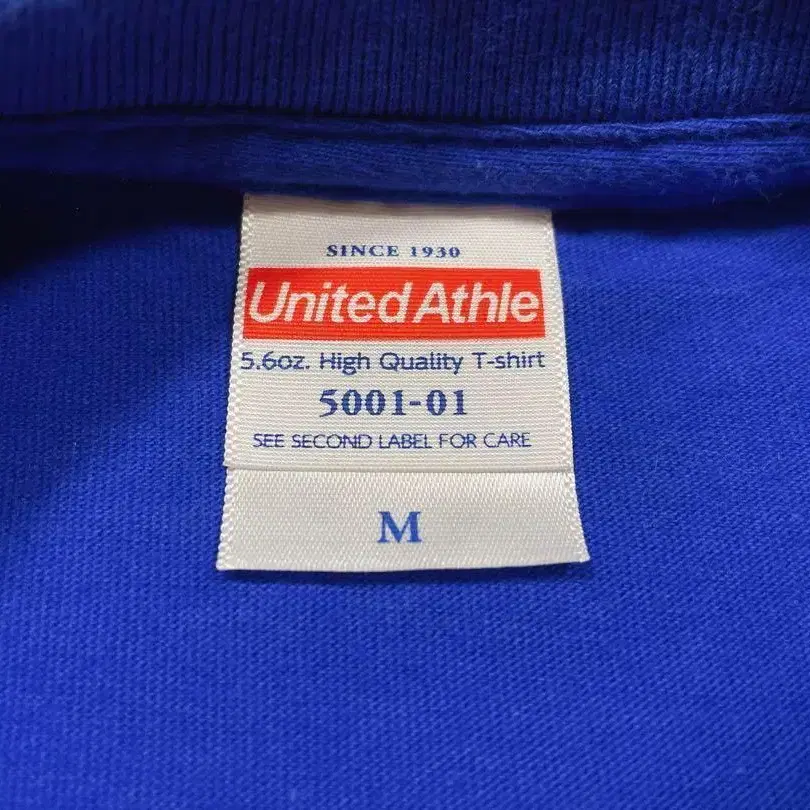 SINCE 1930
United Athle
5.6oz. High Quality T-shirt
5001-01
SEE SECOND LABEL FOR CARE
M